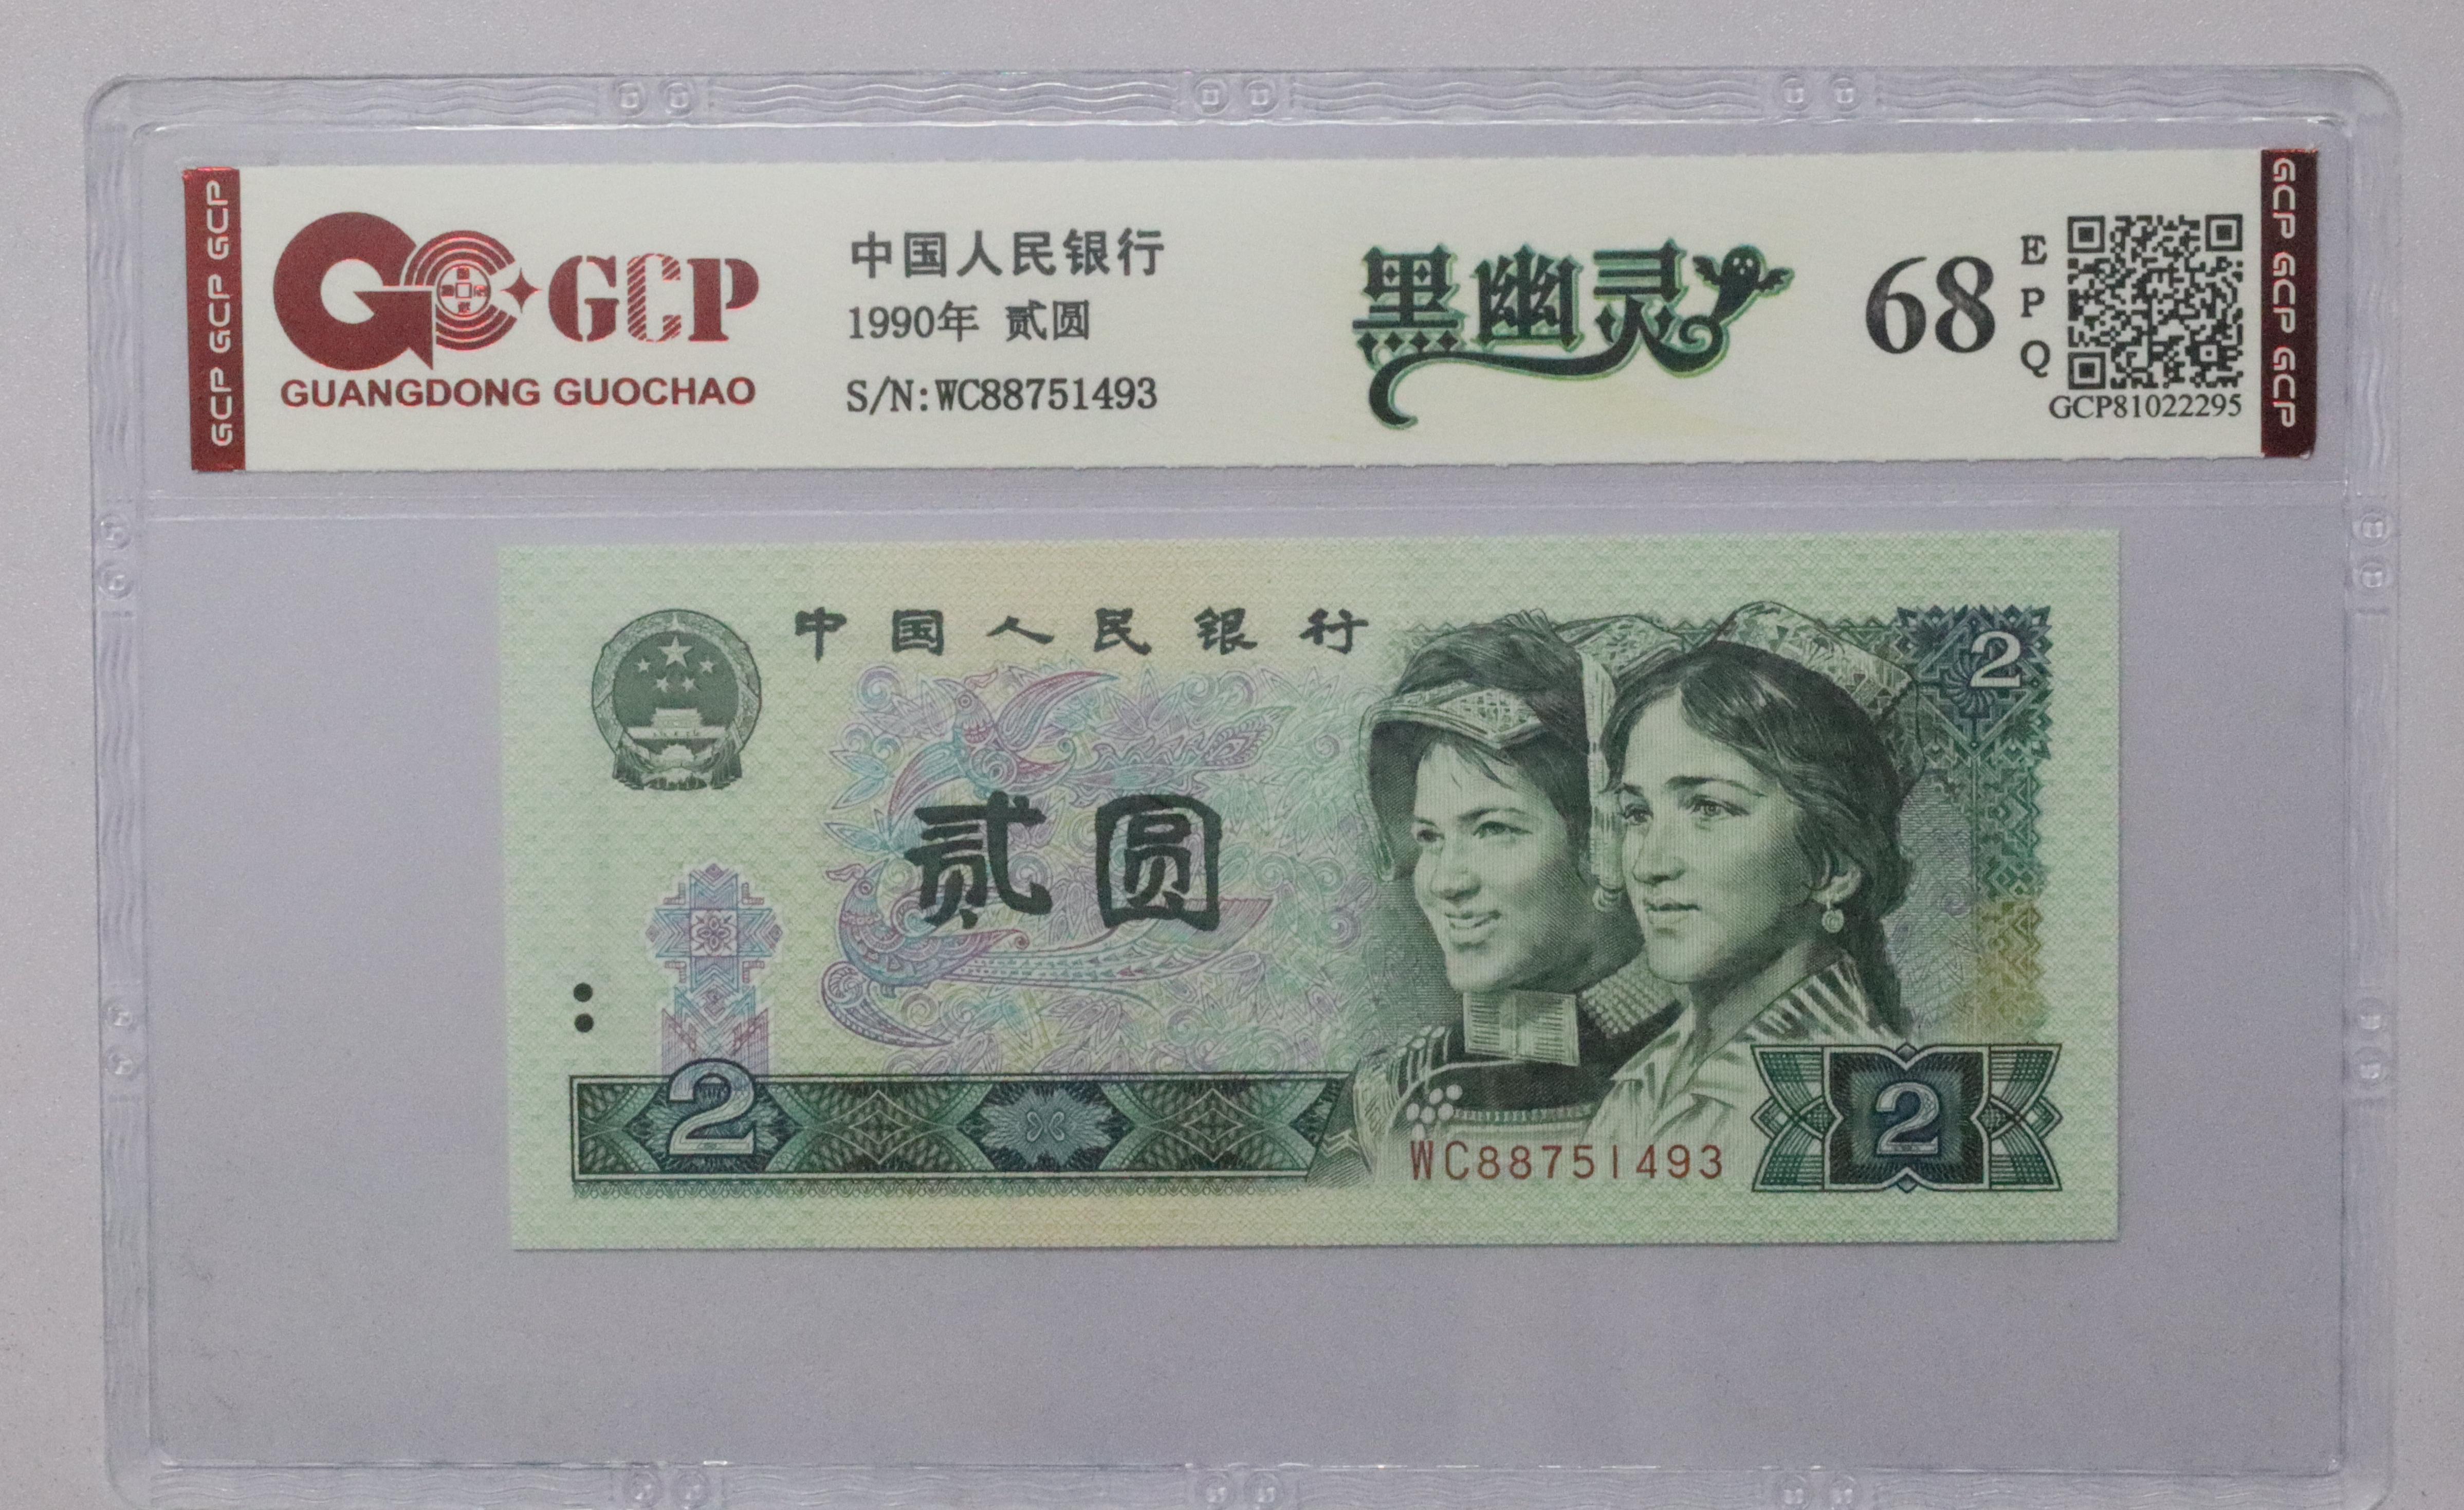 GCP GCP GCP
GCP
GUANGDONG GUOCHAO
中国人民银行
1990年 贰圆
S/N:WC88751493
黑幽灵
68
EPQ
GCP81022295
GCP GCP GCP
中国人民银行
2
贰圆
2
WC88751493
2